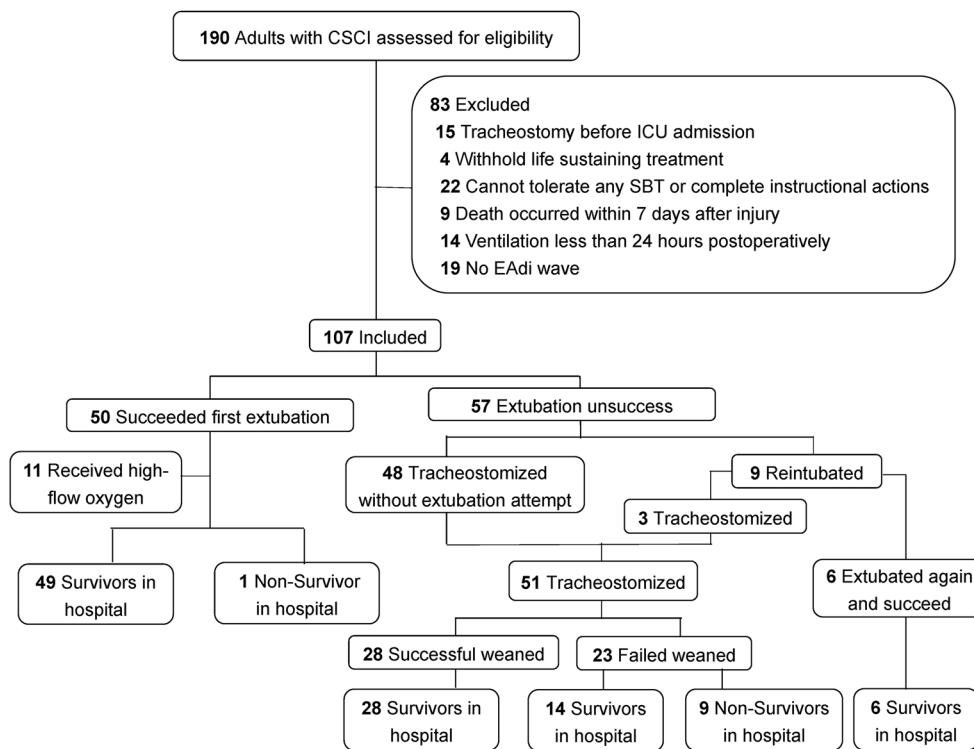 190 Adults with CSCI assessed for eligibility
83 Excluded
15 Tracheostomy before ICU admission
4 Withhold life sustaining treatment
22 Cannot tolerate any SBT or complete instructional actions
9 Death occurred within 7 days after injury
14 Ventilation less than 24 hours postoperatively
19 No EAdi wave
107 Included
50 Succeeded first extubation
57 Extubation unsuccess
11 Received high-
flow oxygen
48 Tracheostomized
without extubation attempt
9 Reintubated
3 Tracheostomized
49 Survivors in
hospital
1 Non-Survivor
in hospital
51 Tracheostomized
6 Extubated again
and succeed
28 Successful weaned
23 Failed weaned
28 Survivors in
hospital
14 Survivors
in hospital
9 Non-Survivors
in hospital
6 Survivors
in hospital